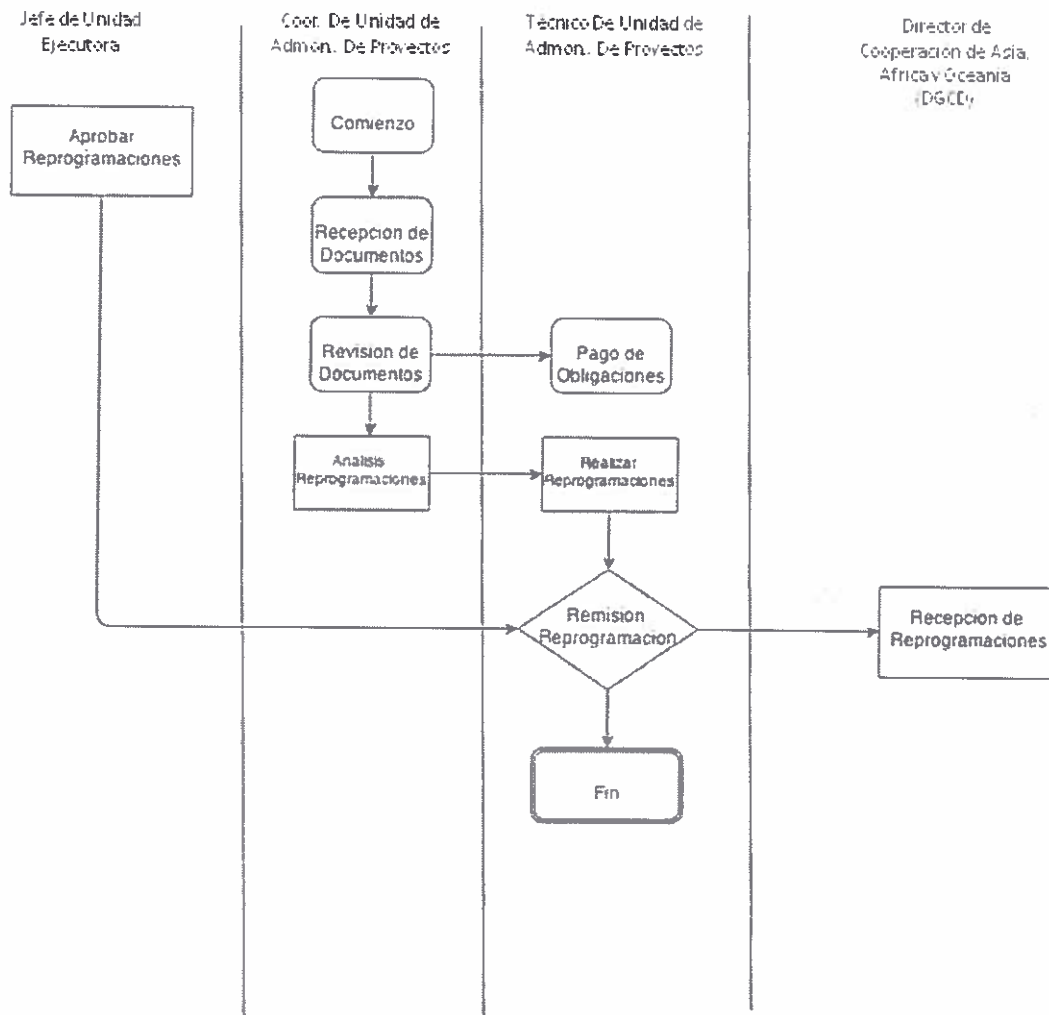 Jefe de Unidad
Ejecutora
Coor. De Unidad de
Admón. De Proyectos
Técnico De Unidad de
Admon. De Proyectos
Director de
Cooperación de Asia,
Africa y Oceania
(DGCD)
Aprobar
Reprogramaciones
Comienzo
Recepcion de
Documentos
Revision de
Documentos
Pago de
Obligaciones
Analisis
Reprogramaciones
Realizar
Reprogramaciones
Remision
Reprogramacion
Recepcion de
Reprogramaciones
Fin